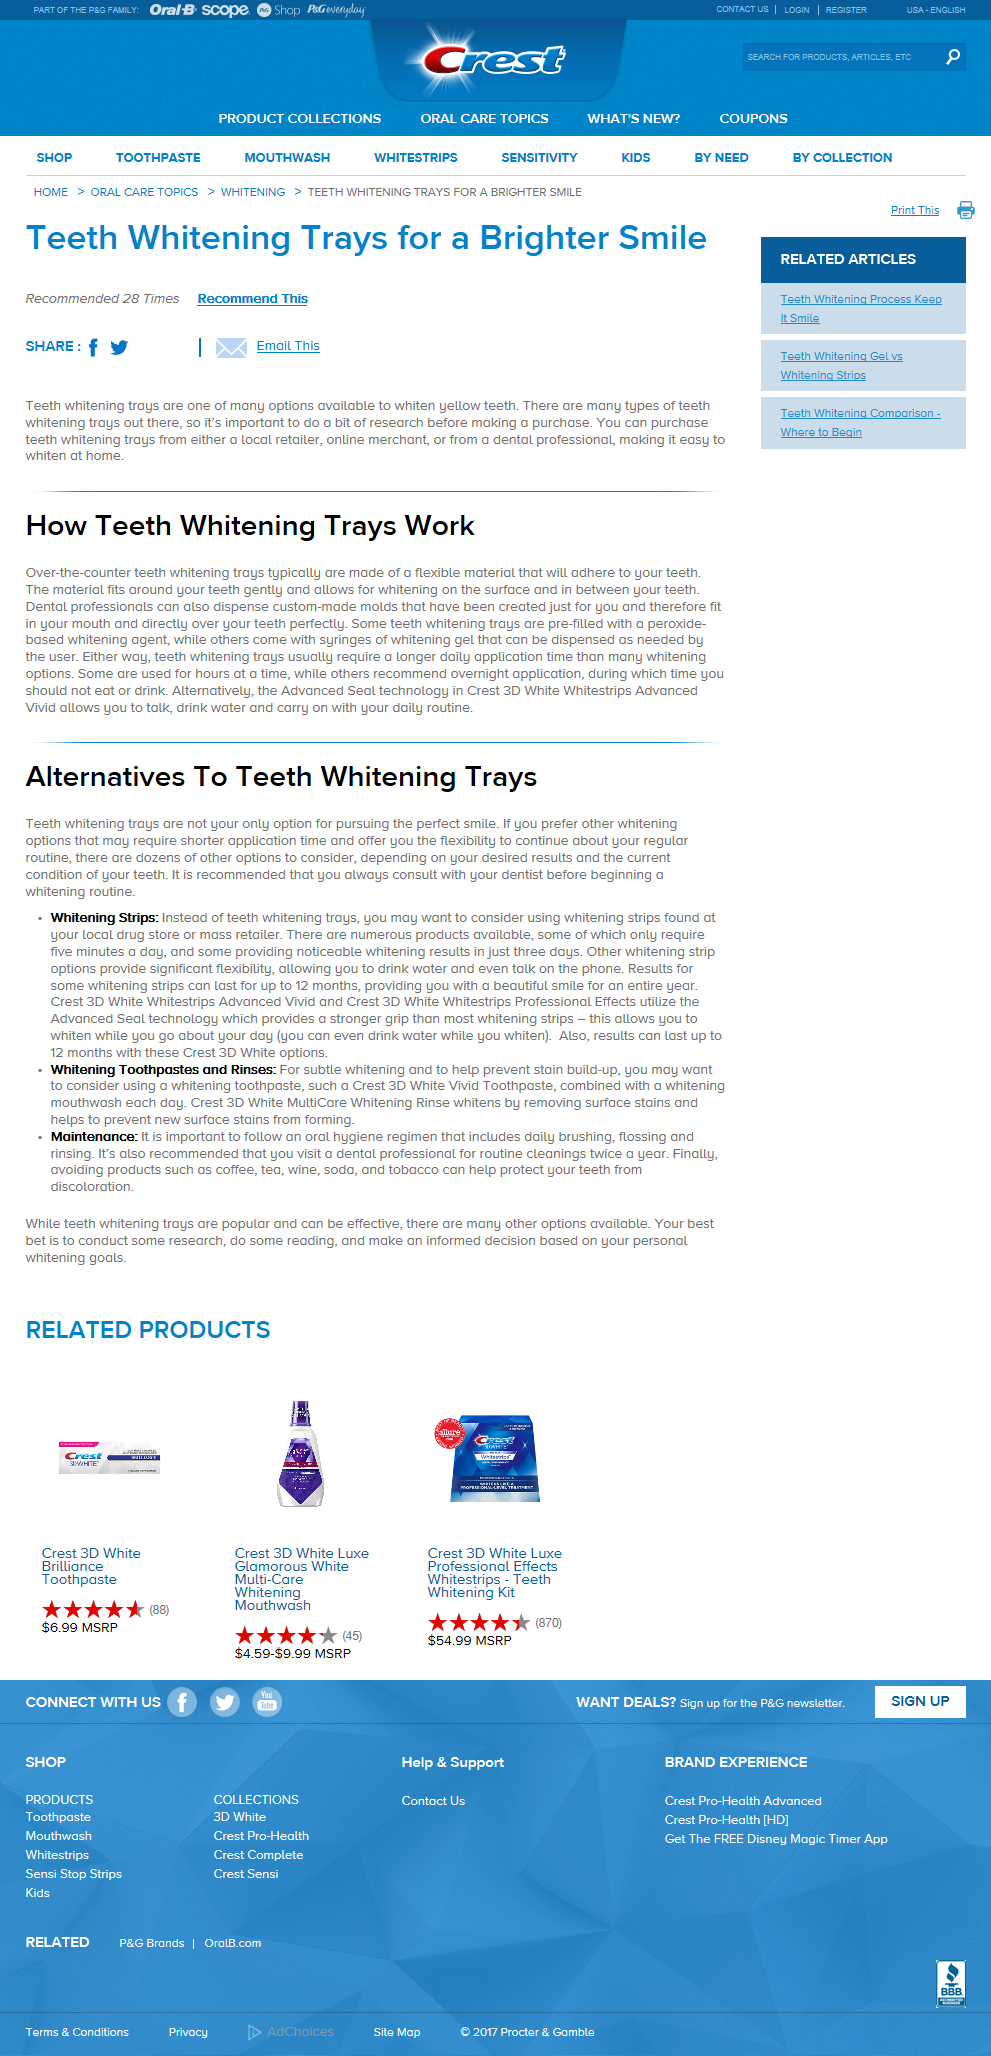 PART OF THE P&G FAMILY: Oral-B scope P&G Shop P&G everyday
CONTACT US | LOGIN | REGISTER USA - ENGLISH
Crest
SEARCH FOR PRODUCTS, ARTICLES, ETC
PRODUCT COLLECTIONS ORAL CARE TOPICS WHAT'S NEW? COUPONS
SHOP TOOTHPASTE MOUTHWASH WHITESTRIPS SENSITIVITY KIDS BY NEED BY COLLECTION
HOME > ORAL CARE TOPICS > WHITENING > TEETH WHITENING TRAYS FOR A BRIGHTER SMILE
Print This
Teeth Whitening Trays for a Brighter Smile
Recommended 28 Times Recommend This
SHARE : | Email This
RELATED ARTICLES
Teeth Whitening Process Keep
It Smile
Teeth Whitening Gel vs
Whitening Strips
Teeth Whitening Comparison -
Where to Begin
Teeth whitening trays are one of many options available to whiten yellow teeth. There are many types of teeth
whitening trays out there, so it's important to do a bit of research before making a purchase. You can purchase
teeth whitening trays from either a local retailer, online merchant, or from a dental professional, making it easy to
whiten at home.
How Teeth Whitening Trays Work
Over-the-counter teeth whitening trays typically are made of a flexible material that will adhere to your teeth.
The material fits around your teeth gently and allows for whitening on the surface and in between your teeth.
Dental professionals can also dispense custom-made molds that have been created just for you and therefore fit
in your mouth and directly over your teeth perfectly. Some teeth whitening trays are pre-filled with a peroxide-
based whitening agent, while others come with syringes of whitening gel that can be dispensed as needed by
the user. Either way, teeth whitening trays usually require a longer daily application time than many whitening
options. Some are used for hours at a time, while others recommend overnight application, during which time you
should not eat or drink. Alternatively, the Advanced Seal technology in Crest 3D White Whitestrips Advanced
Vivid allows you to talk, drink water and carry on with your daily routine.
Alternatives To Teeth Whitening Trays
Teeth whitening trays are not your only option for pursuing the perfect smile. If you prefer other whitening
options that may require shorter application time and offer you the flexibility to continue about your regular
routine, there are dozens of other options to consider, depending on your desired results and the current
condition of your teeth. It is recommended that you always consult with your dentist before beginning a
whitening routine.
• Whitening Strips: Instead of teeth whitening trays, you may want to consider using whitening strips found at
your local drug store or mass retailer. There are numerous products available, some of which only require
five minutes a day, and some providing noticeable whitening results in just three days. Other whitening strip
options provide significant flexibility, allowing you to drink water and even talk on the phone. Results for
some whitening strips can last for up to 12 months, providing you with a beautiful smile for an entire year.
Crest 3D White Whitestrips Advanced Vivid and Crest 3D White Whitestrips Professional Effects utilize the
Advanced Seal technology which provides a stronger grip than most whitening strips – this allows you to
whiten while you go about your day (you can even drink water while you whiten). Also, results can last up to
12 months with these Crest 3D White options.
• Whitening Toothpastes and Rinses: For subtle whitening and to help prevent stain build-up, you may want
to consider using a whitening toothpaste, such a Crest 3D White Vivid Toothpaste, combined with a whitening
mouthwash each day. Crest 3D White MultiCare Whitening Rinse whitens by removing surface stains and
helps to prevent new surface stains from forming.
• Maintenance: It is important to follow an oral hygiene regimen that includes daily brushing, flossing and
rinsing. It's also recommended that you visit a dental professional for routine cleanings twice a year. Finally,
avoiding products such as coffee, tea, wine, soda, and tobacco can help protect your teeth from
discoloration.
While teeth whitening trays are popular and can be effective, there are many other options available. Your best
bet is to conduct some research, do some reading, and make an informed decision based on your personal
whitening goals.
RELATED PRODUCTS
Crest
3D WHITE
BRILLIANCE
allure
Crest
3D WHITE
Whitestrips
Crest 3D White
Brilliance
Toothpaste
(88)
$6.99 MSRP
Crest 3D White Luxe
Glamorous White
Multi-Care
Whitening
Mouthwash
(45)
$4.59-$9.99 MSRP
Crest 3D White Luxe
Professional Effects
Whitestrips - Teeth
Whitening Kit
(870)
$54.99 MSRP
CONNECT WITH US You Tube WANT DEALS? Sign up for the P&G newsletter. SIGN UP
SHOP
PRODUCTS
Toothpaste
Mouthwash
Whitestrips
Sensi Stop Strips
Kids
COLLECTIONS
3D White
Crest Pro-Health
Crest Complete
Crest Sensi
Help & Support
Contact Us
BRAND EXPERIENCE
Crest Pro-Health Advanced
Crest Pro-Health [HD]
Get The FREE Disney Magic Timer App
RELATED P&G Brands | OralB.com
BBB
ACCREDITED
BUSINESS
Terms & Conditions Privacy AdChoices Site Map © 2017 Procter & Gamble